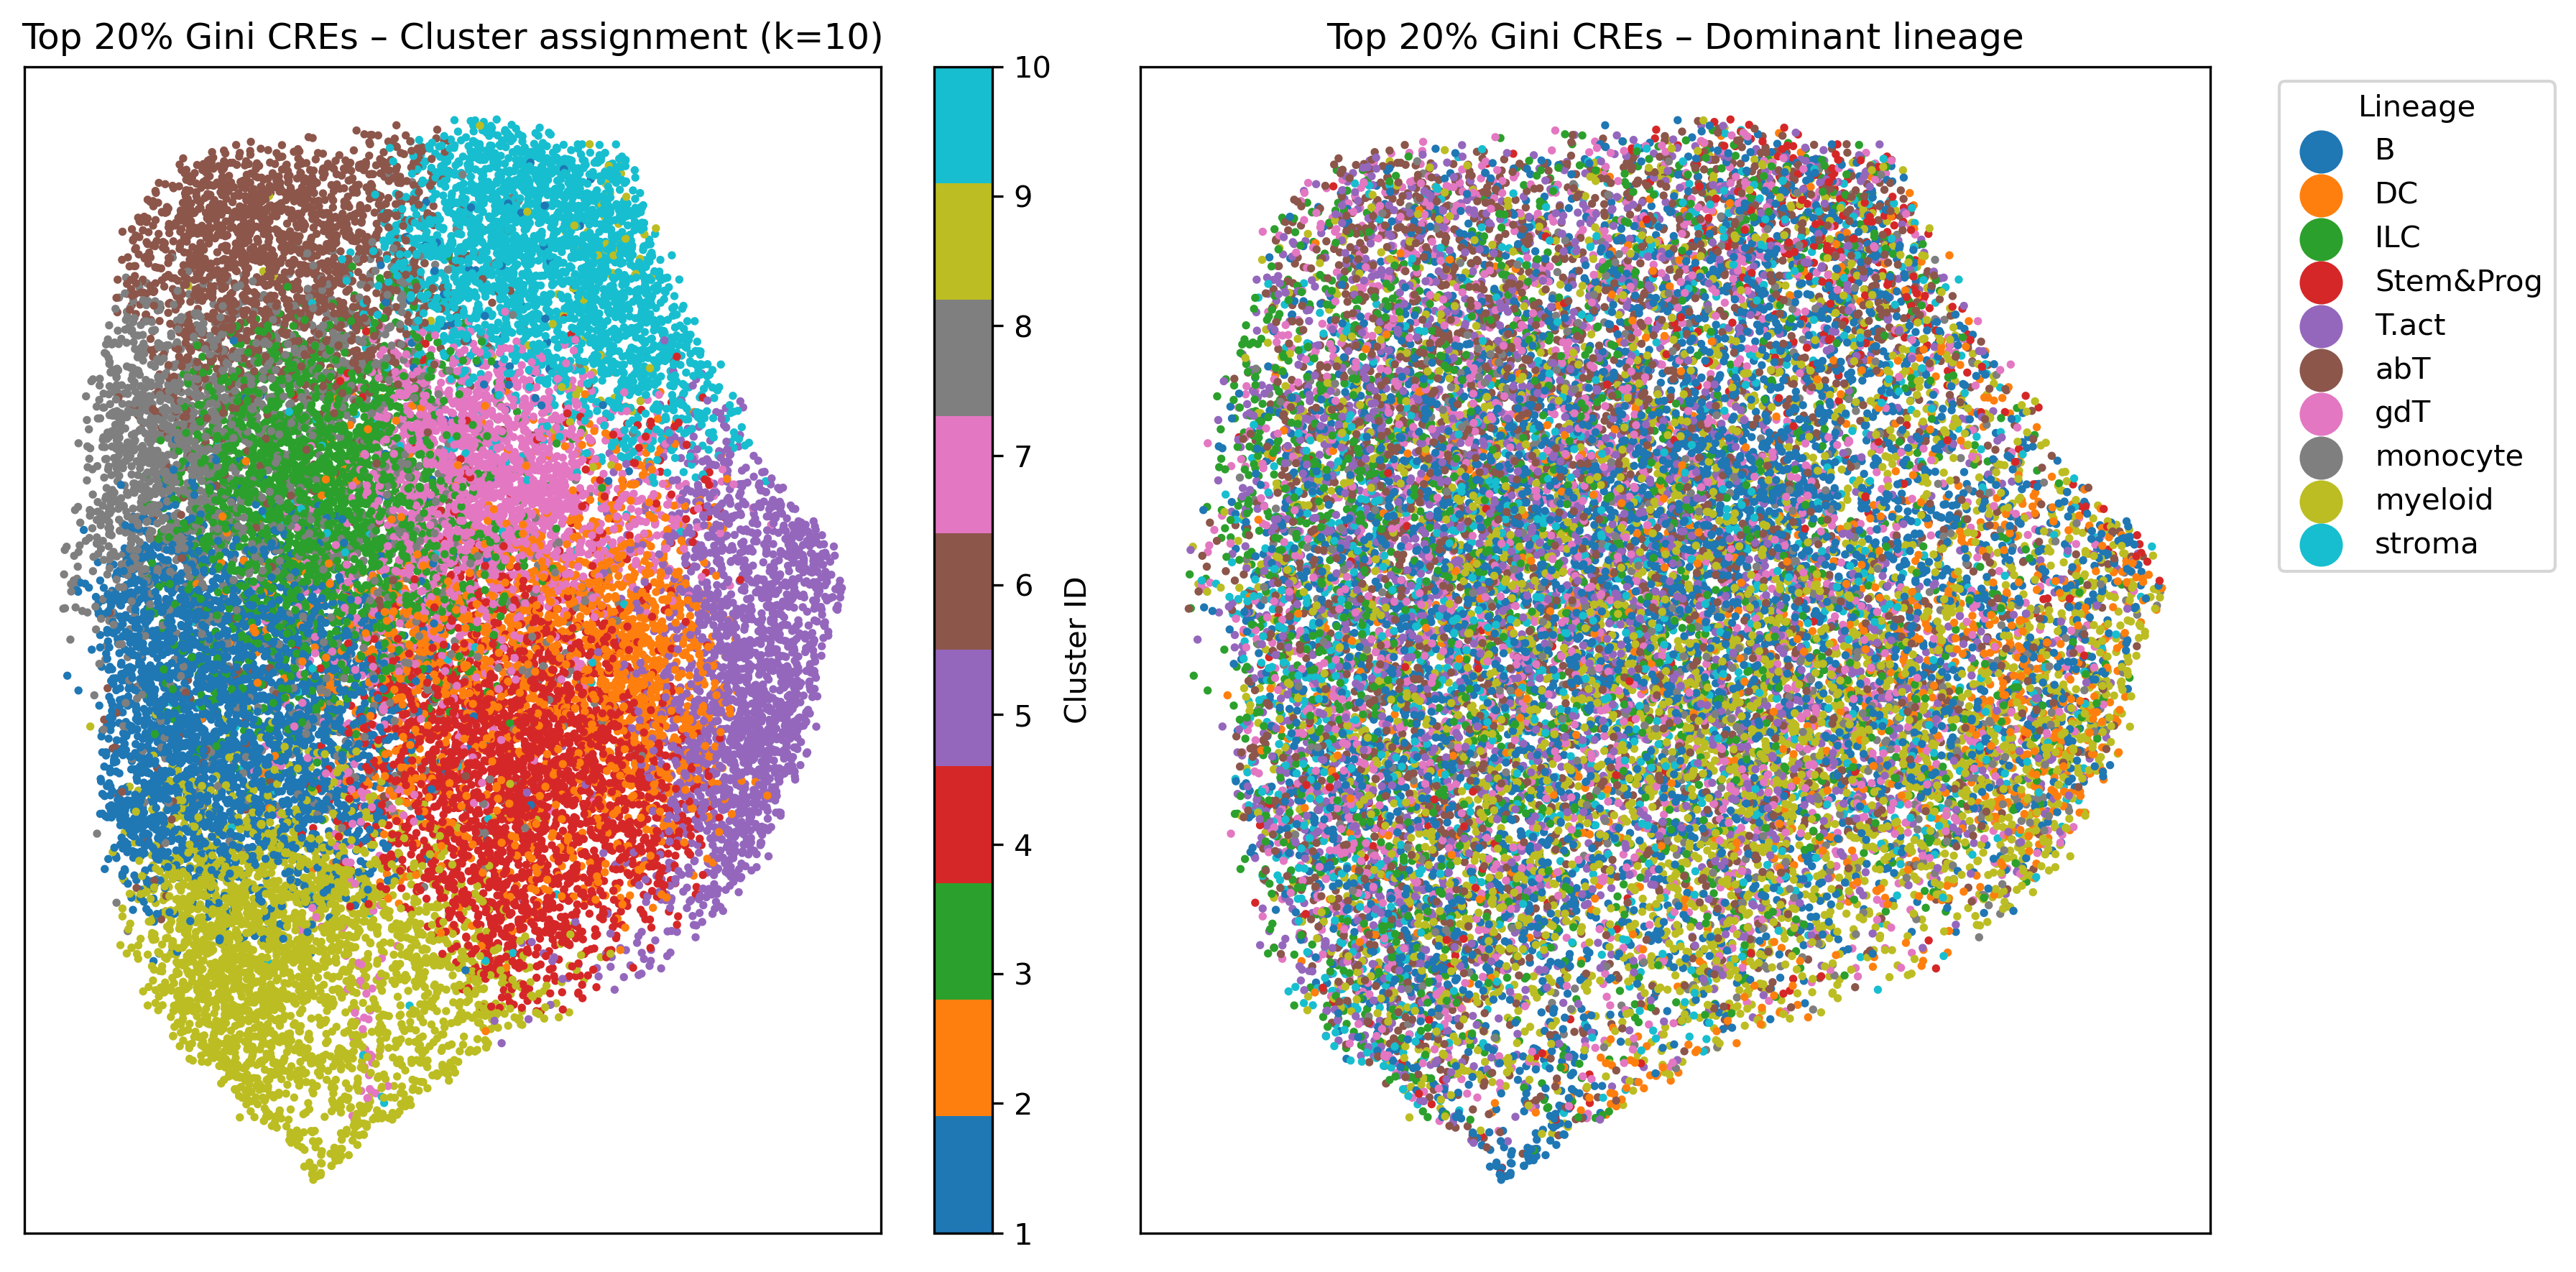 Top 20% Gini CREs – Cluster assignment (k=10)
10
9
8
7
6
5
4
3
2
1
Cluster ID
Top 20% Gini CREs – Dominant lineage
Lineage
B
DC
ILC
Stem&Prog
T.act
abT
gdT
monocyte
myeloid
stroma